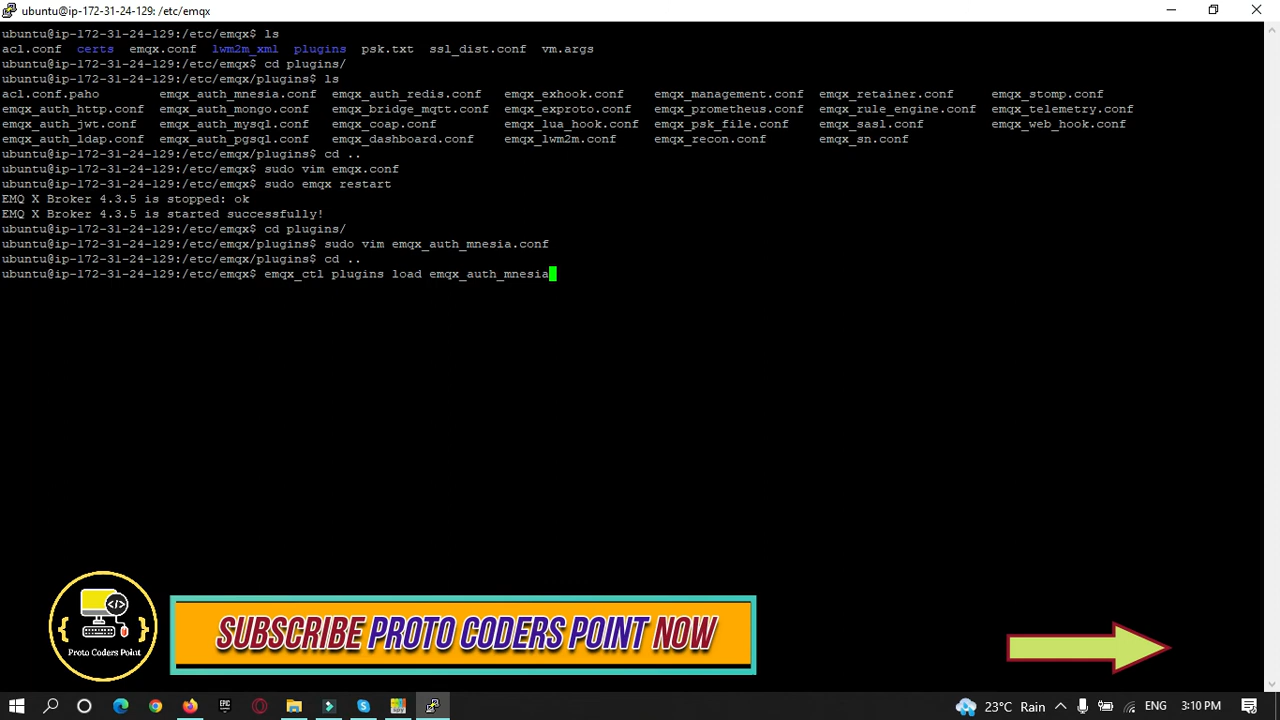 ubuntu@ip-172-31-24-129: /etc/emqx
ubuntu@ip-172-31-24-129:/etc/emqx$ ls
acl.conf certs emqx.conf lwm2m_xml plugins psk.txt ssl_dist.conf vm.args
ubuntu@ip-172-31-24-129:/etc/emqx$ cd plugins/
ubuntu@ip-172-31-24-129:/etc/emqx/plugins$ ls
acl.conf.paho emqx_auth_mnesia.conf emqx_auth_redis.conf emqx_exhook.conf emqx_management.conf emqx_retainer.conf emqx_stomp.conf
emqx_auth_http.conf emqx_auth_mongo.conf emqx_bridge_mqtt.conf emqx_exproto.conf emqx_prometheus.conf emqx_rule_engine.conf emqx_telemetry.conf
emqx_auth_jwt.conf emqx_auth_mysql.conf emqx_coap.conf emqx_lua_hook.conf emqx_psk_file.conf emqx_sasl.conf emqx_web_hook.conf
emqx_auth_ldap.conf emqx_auth_pgsql.conf emqx_dashboard.conf emqx_lwm2m.conf emqx_recon.conf emqx_sn.conf
ubuntu@ip-172-31-24-129:/etc/emqx/plugins$ cd ..
ubuntu@ip-172-31-24-129:/etc/emqx$ sudo vim emqx.conf
ubuntu@ip-172-31-24-129:/etc/emqx$ sudo emqx restart
EMQ X Broker 4.3.5 is stopped: ok
EMQ X Broker 4.3.5 is started successfully!
ubuntu@ip-172-31-24-129:/etc/emqx$ cd plugins/
ubuntu@ip-172-31-24-129:/etc/emqx/plugins$ sudo vim emqx_auth_mnesia.conf
ubuntu@ip-172-31-24-129:/etc/emqx/plugins$ cd ..
ubuntu@ip-172-31-24-129:/etc/emqx$ emqx_ctl plugins load emqx_auth_mnesia
</>
{ }
Proto Coders Point
SUBSCRIBE PROTO CODERS POINT NOW
EPIC
23°C Rain ENG 3:10 PM